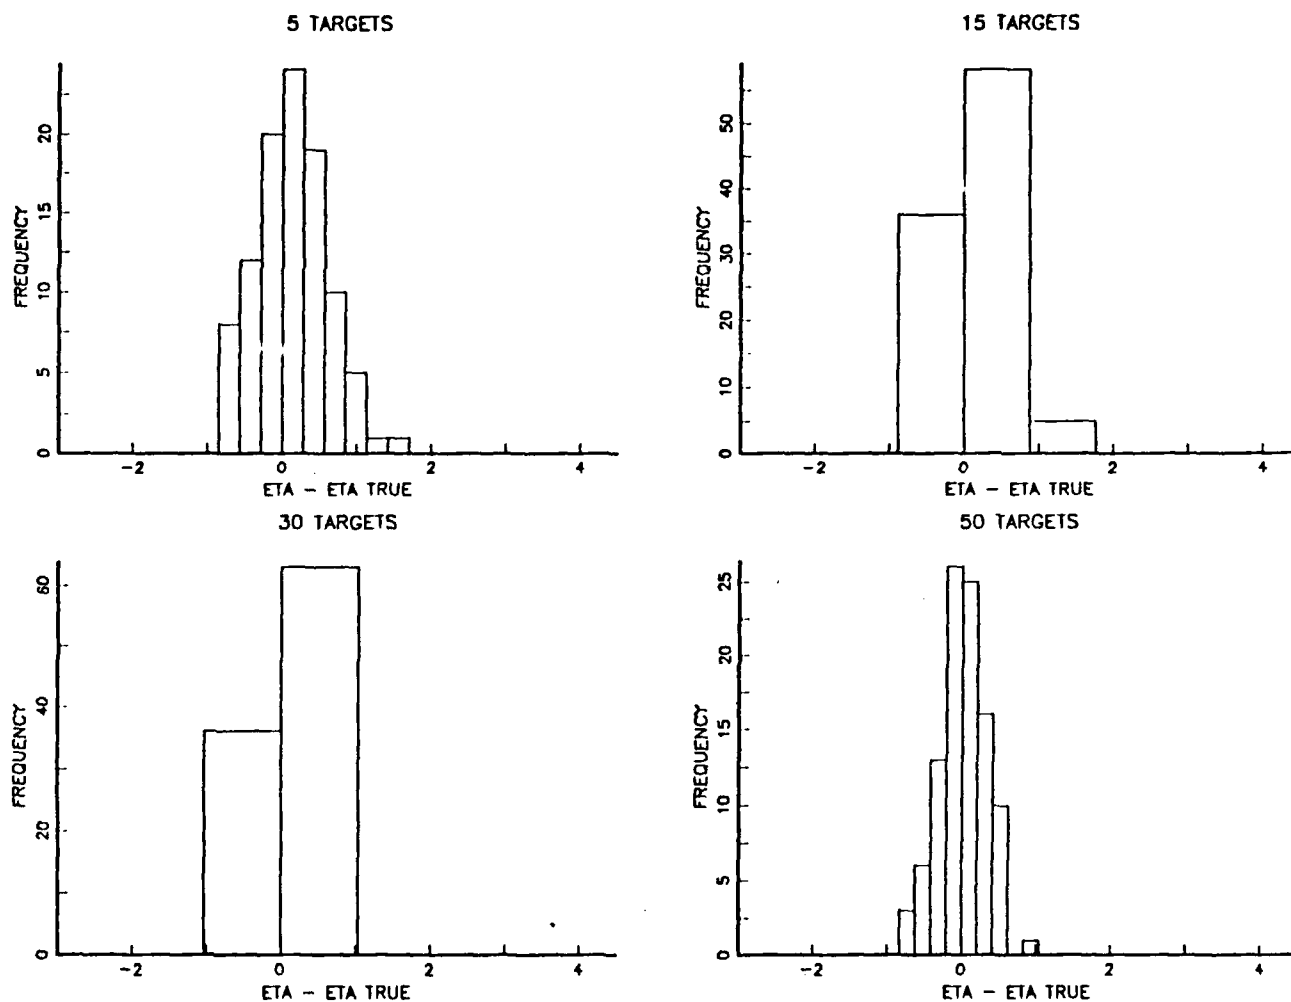 5 TARGETS
FREQUENCY
0 5 10 15 20
-2 0 2 4
ETA - ETA TRUE
15 TARGETS
FREQUENCY
0 10 20 30 40 50
-2 0 2 4
ETA - ETA TRUE
30 TARGETS
FREQUENCY
0 20 40 60
-2 0 2 4
ETA - ETA TRUE
50 TARGETS
FREQUENCY
0 5 10 15 20 25
-2 0 2 4
ETA - ETA TRUE